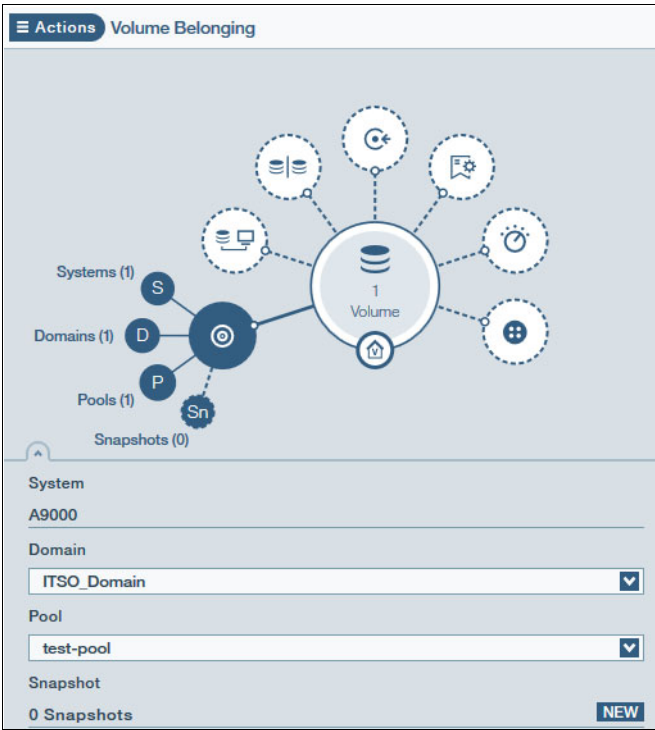 Actions Volume Belonging
1
Volume
Systems (1)
S
Domains (1)
D
P
Pools (1)
Sn
Snapshots (0)
V
System
A9000
Domain
ITSO_Domain
Pool
test-pool
Snapshot
0 Snapshots NEW